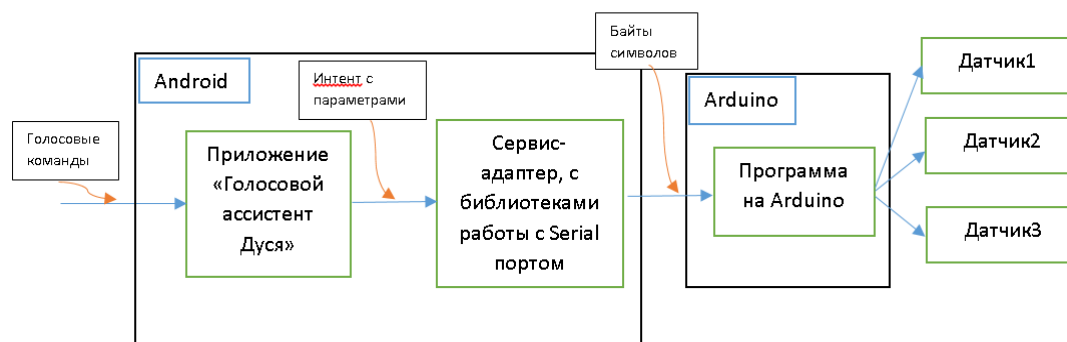 Голосовые
команды
Android
Приложение
«Голосовой
ассистент
Дуся»
Интент с
параметрами
Сервис-
адаптер, с
библиотеками
работы с Serial
портом
Байты
символов
Arduino
Программа
на Arduino
Датчик1
Датчик2
Датчик3